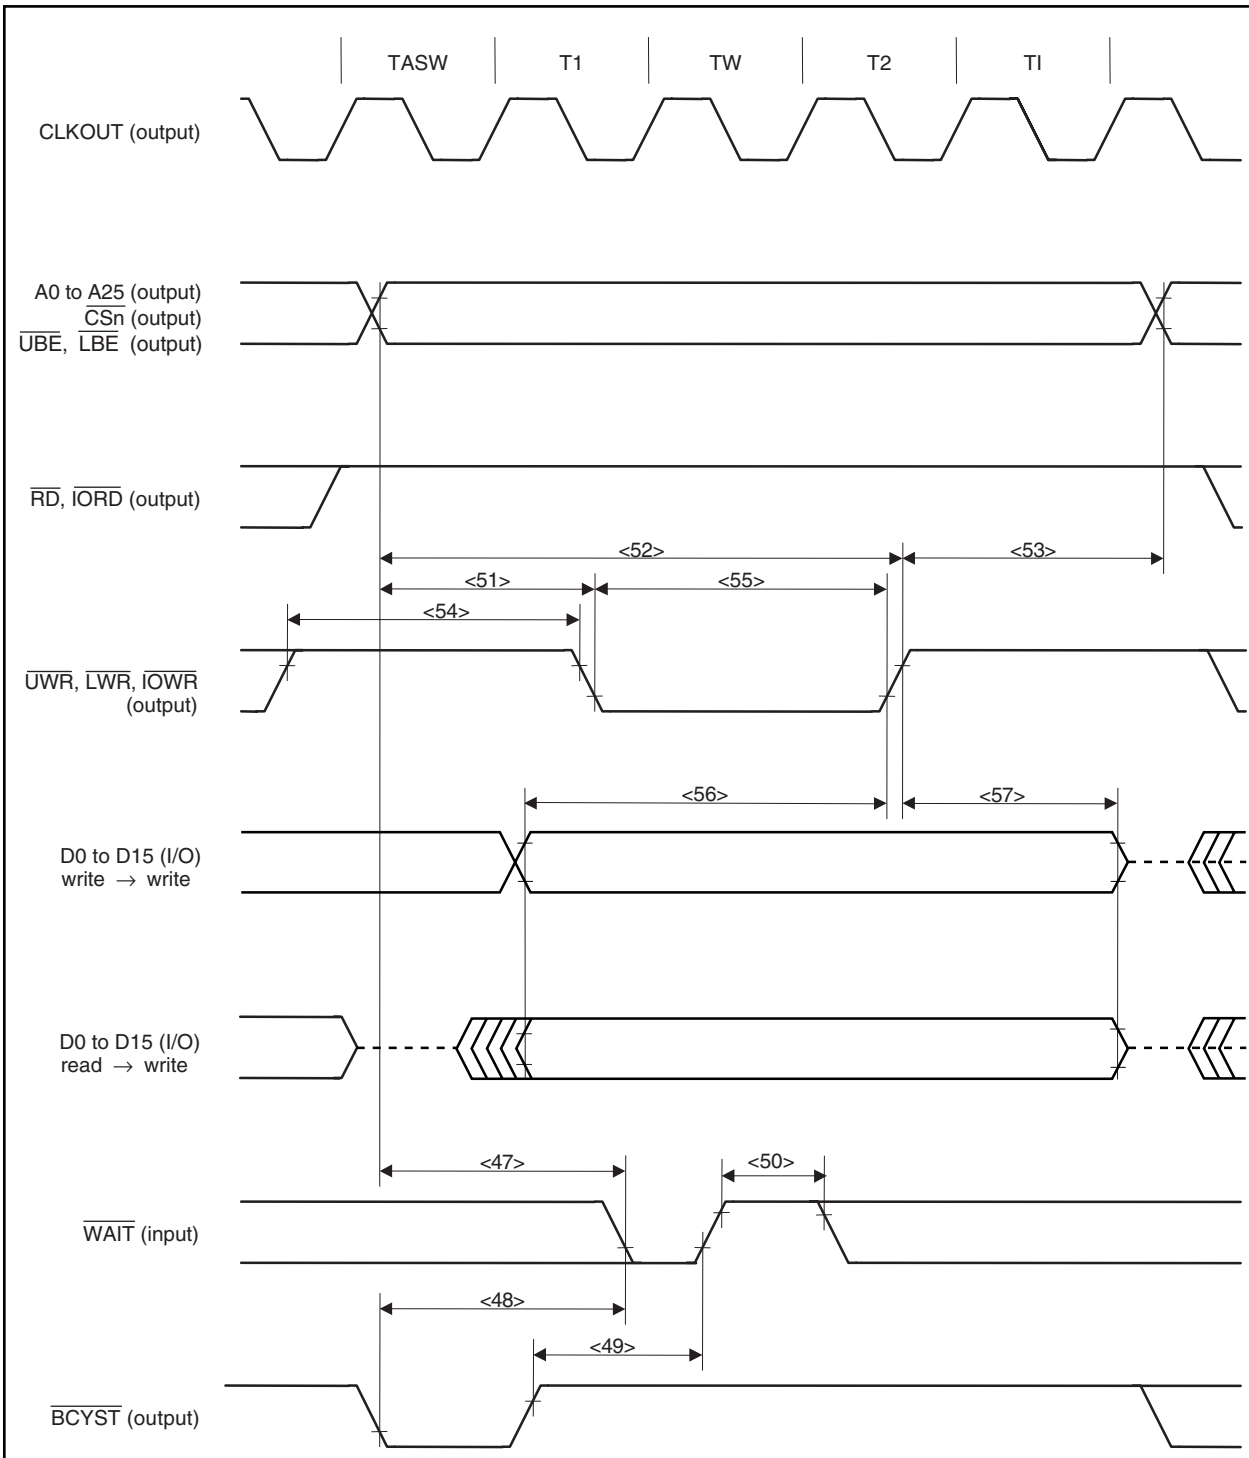 TASW T1 TW T2 TI
CLKOUT (output)
A0 to A25 (output)
CSn (output)
UBE, LBE (output)
RD, IORD (output)
<52> <53>
<51> <55>
<54>
UWR, LWR, IOWR
(output)
<56> <57>
D0 to D15 (I/O)
write → write
D0 to D15 (I/O)
read → write
<47> <50>
WAIT (input)
<48>
<49>
BCYST (output)